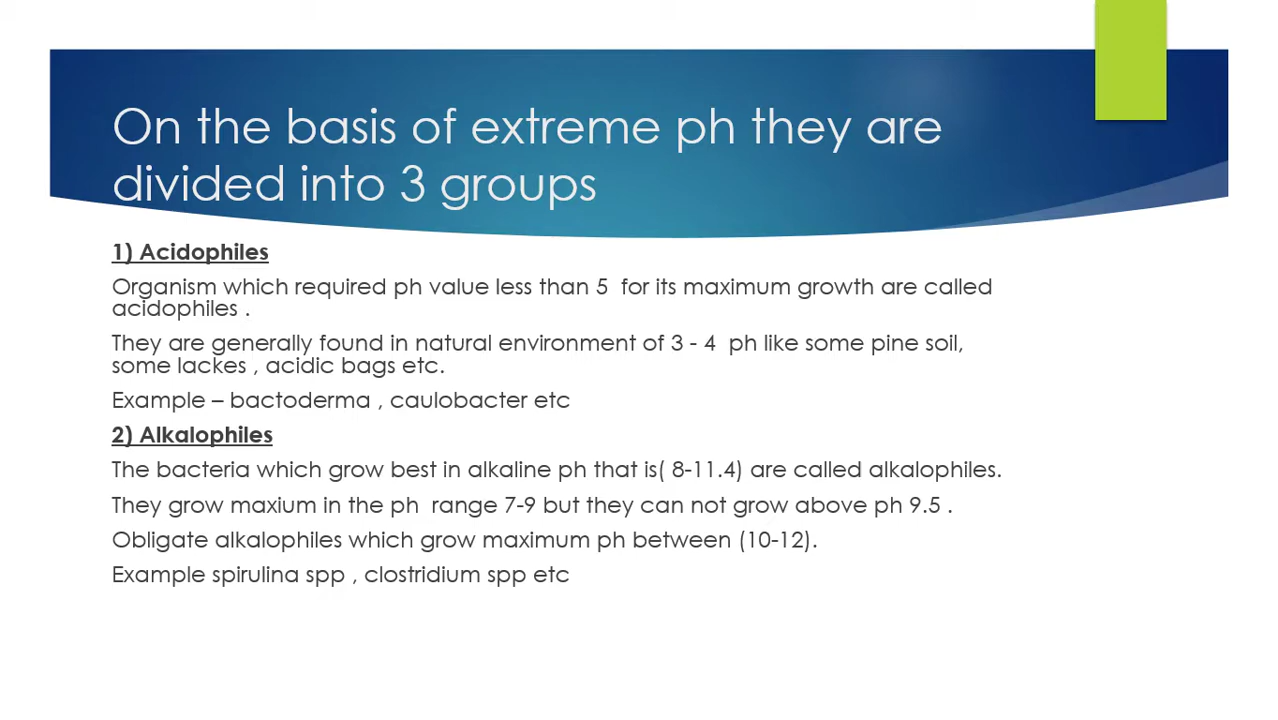 On the basis of extreme ph they are
divided into 3 groups
1) Acidophiles
Organism which required ph value less than 5 for its maximum growth are called
acidophiles .
They are generally found in natural environment of 3 - 4 ph like some pine soil,
some lackes , acidic bags etc.
Example – bactoderma , caulobacter etc
2) Alkalophiles
The bacteria which grow best in alkaline ph that is( 8-11.4) are called alkalophiles.
They grow maxium in the ph range 7-9 but they can not grow above ph 9.5 .
Obligate alkalophiles which grow maximum ph between (10-12).
Example spirulina spp , clostridium spp etc